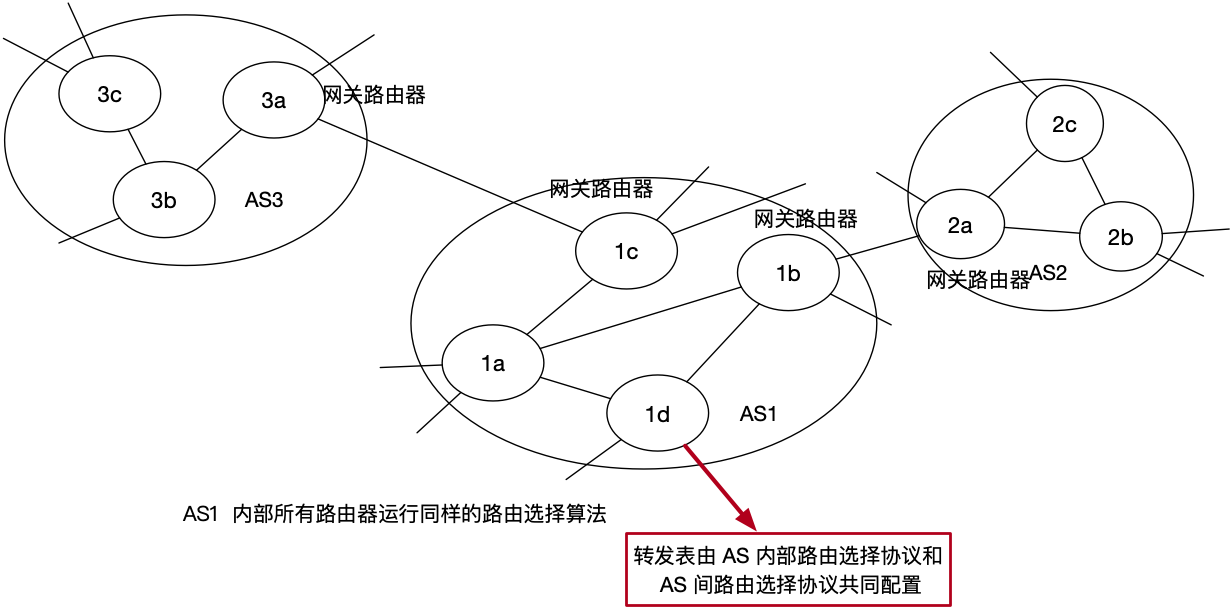 3c
3a
网关路由器
3b
AS3
2c
网关路由器
网关路由器
2a
2b
1c
1b
网关路由器
AS2
1a
1d
AS1
AS1 内部所有路由器运行同样的路由选择算法
转发表由 AS 内部路由选择协议和
AS 间路由选择协议共同配置